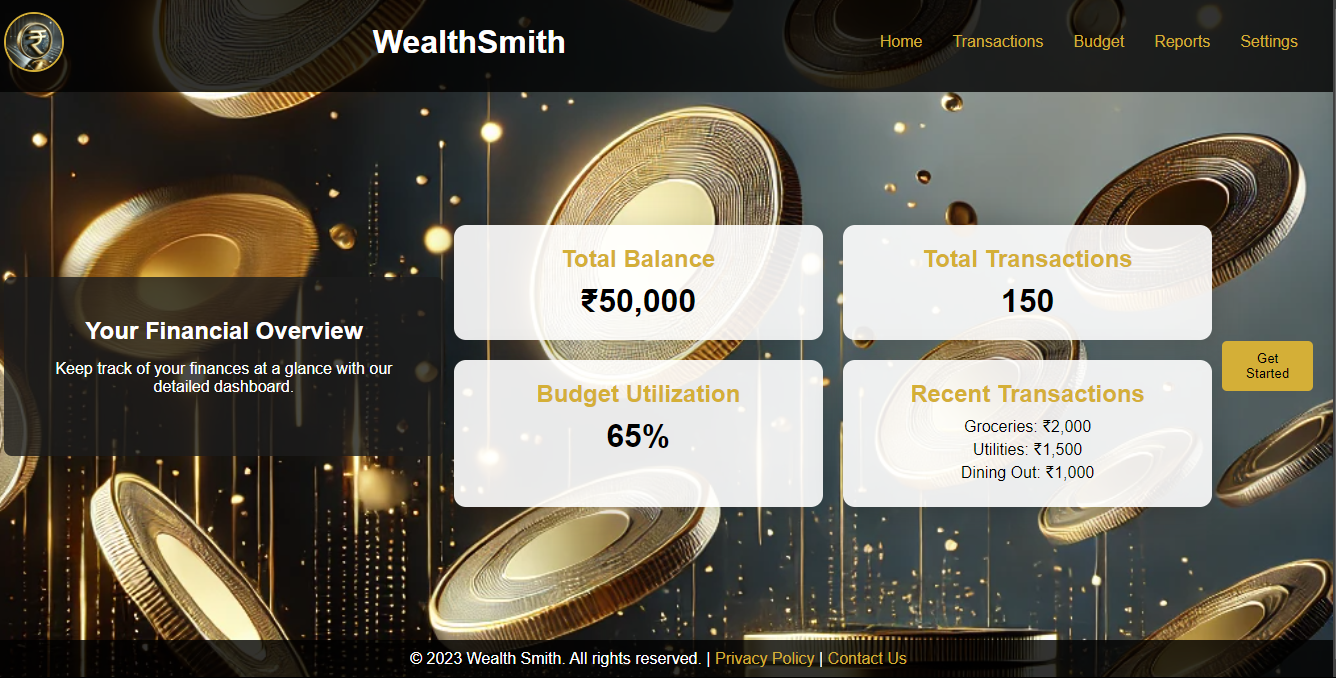 ₹
WealthSmith
Home Transactions Budget Reports Settings
Your Financial Overview
Keep track of your finances at a glance with our
detailed dashboard.
Total Balance
₹50,000
Total Transactions
150
Budget Utilization
65%
Recent Transactions
Groceries: ₹2,000
Utilities: ₹1,500
Dining Out: ₹1,000
Get
Started
© 2023 Wealth Smith. All rights reserved. | Privacy Policy | Contact Us